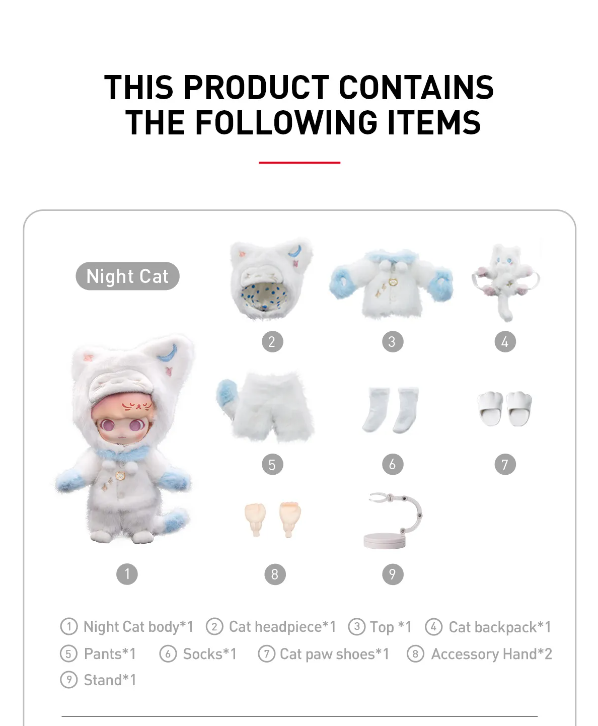 THIS PRODUCT CONTAINS
THE FOLLOWING ITEMS
Night Cat
2
3
4
5
6
7
8
9
1
① Night Cat body*1 ② Cat headpiece*1 ③ Top *1 ④ Cat backpack*1
⑤ Pants*1 ⑥ Socks*1 ⑦ Cat paw shoes*1 ⑧ Accessory Hand*2
⑨ Stand*1